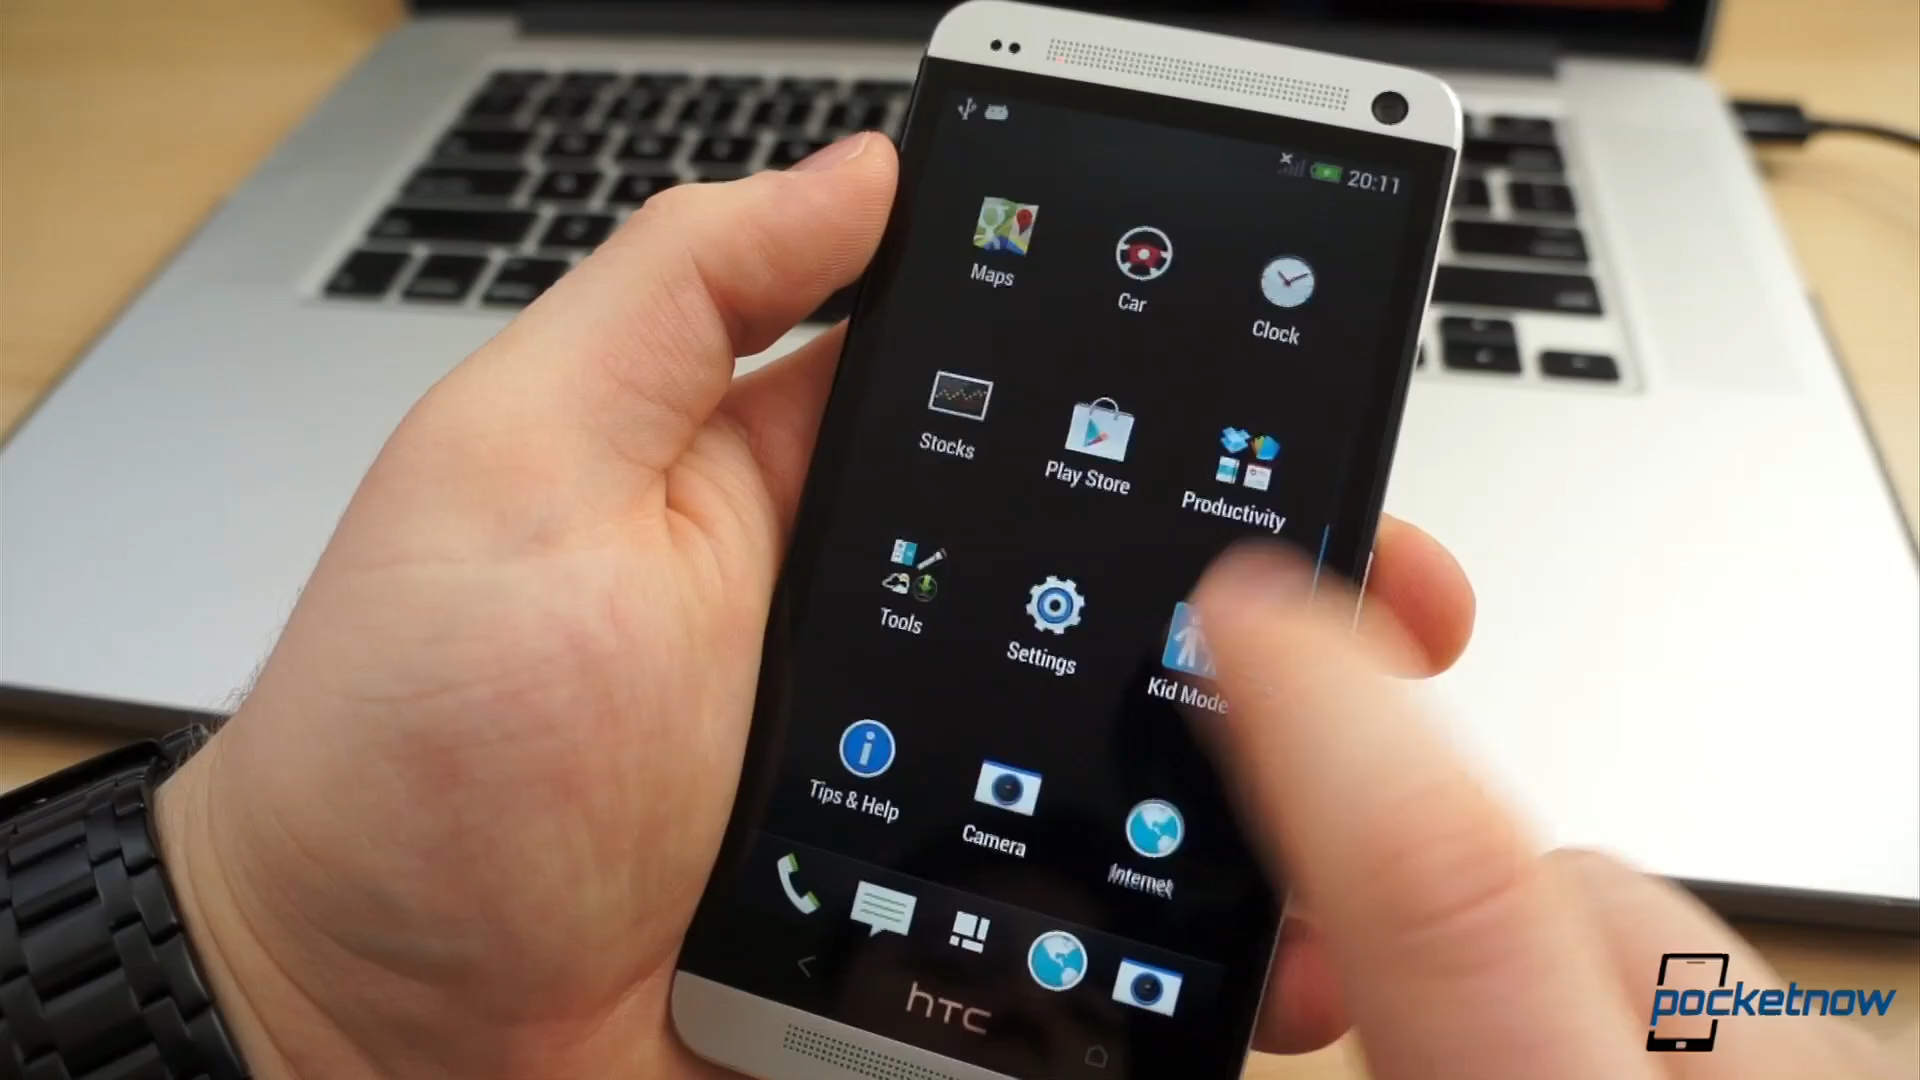 20:11
Maps
Car
Clock
Stocks
Play Store
Productivity
Tools
Settings
Kid Mode
Tips & Help
Camera
Internet
hTC
pocketnow